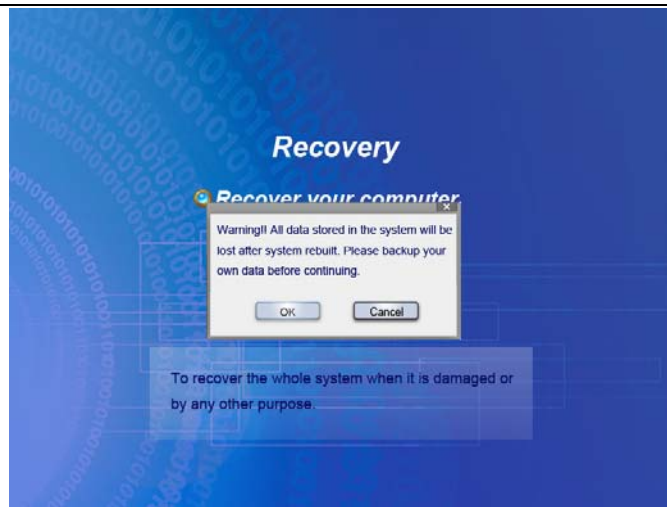 Recovery
Recover your computer
Warning!! All data stored in the system will be
lost after system rebuilt. Please backup your
own data before continuing.
OK
Cancel
To recover the whole system when it is damaged or
by any other purpose.